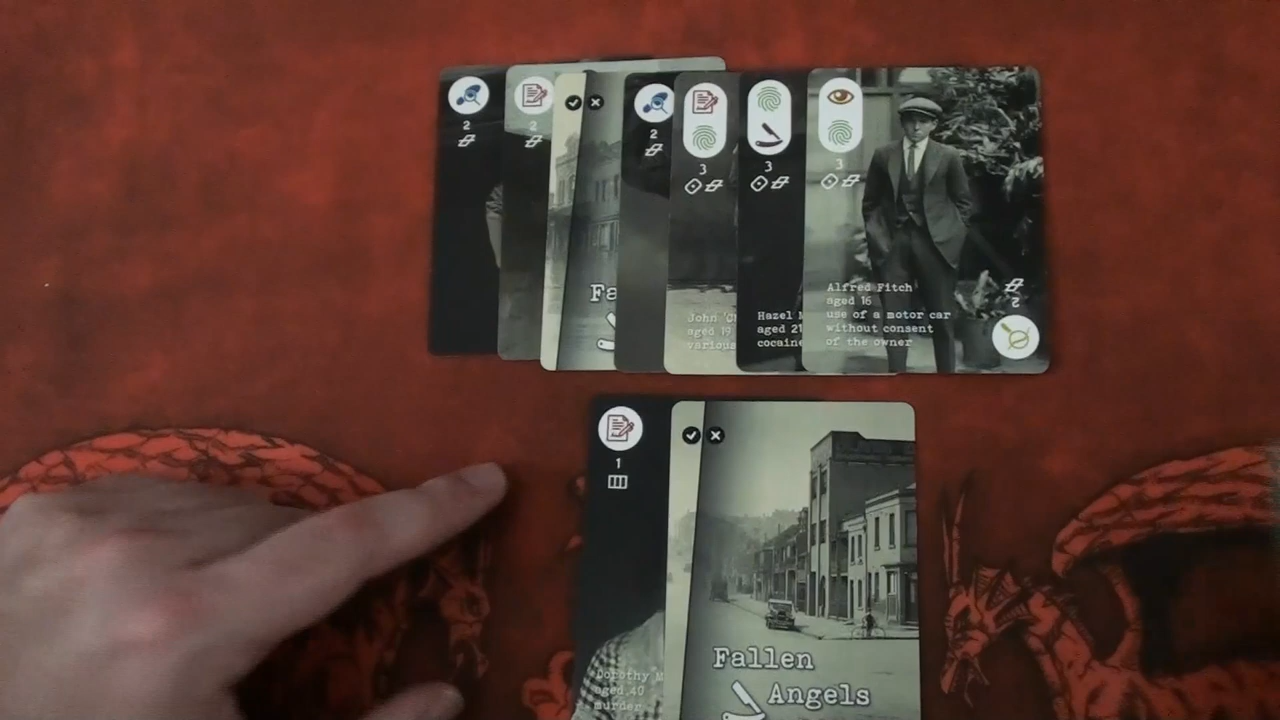 2
2
2
3
3
3
Fa
John 'C
aged 19
various
Hazel M
aged 21
cocaine
Alfred Fitch
aged 16
use of a motor car
without consent
of the owner
2
1
Dorothy M
aged 40
murder
Fallen
Angels